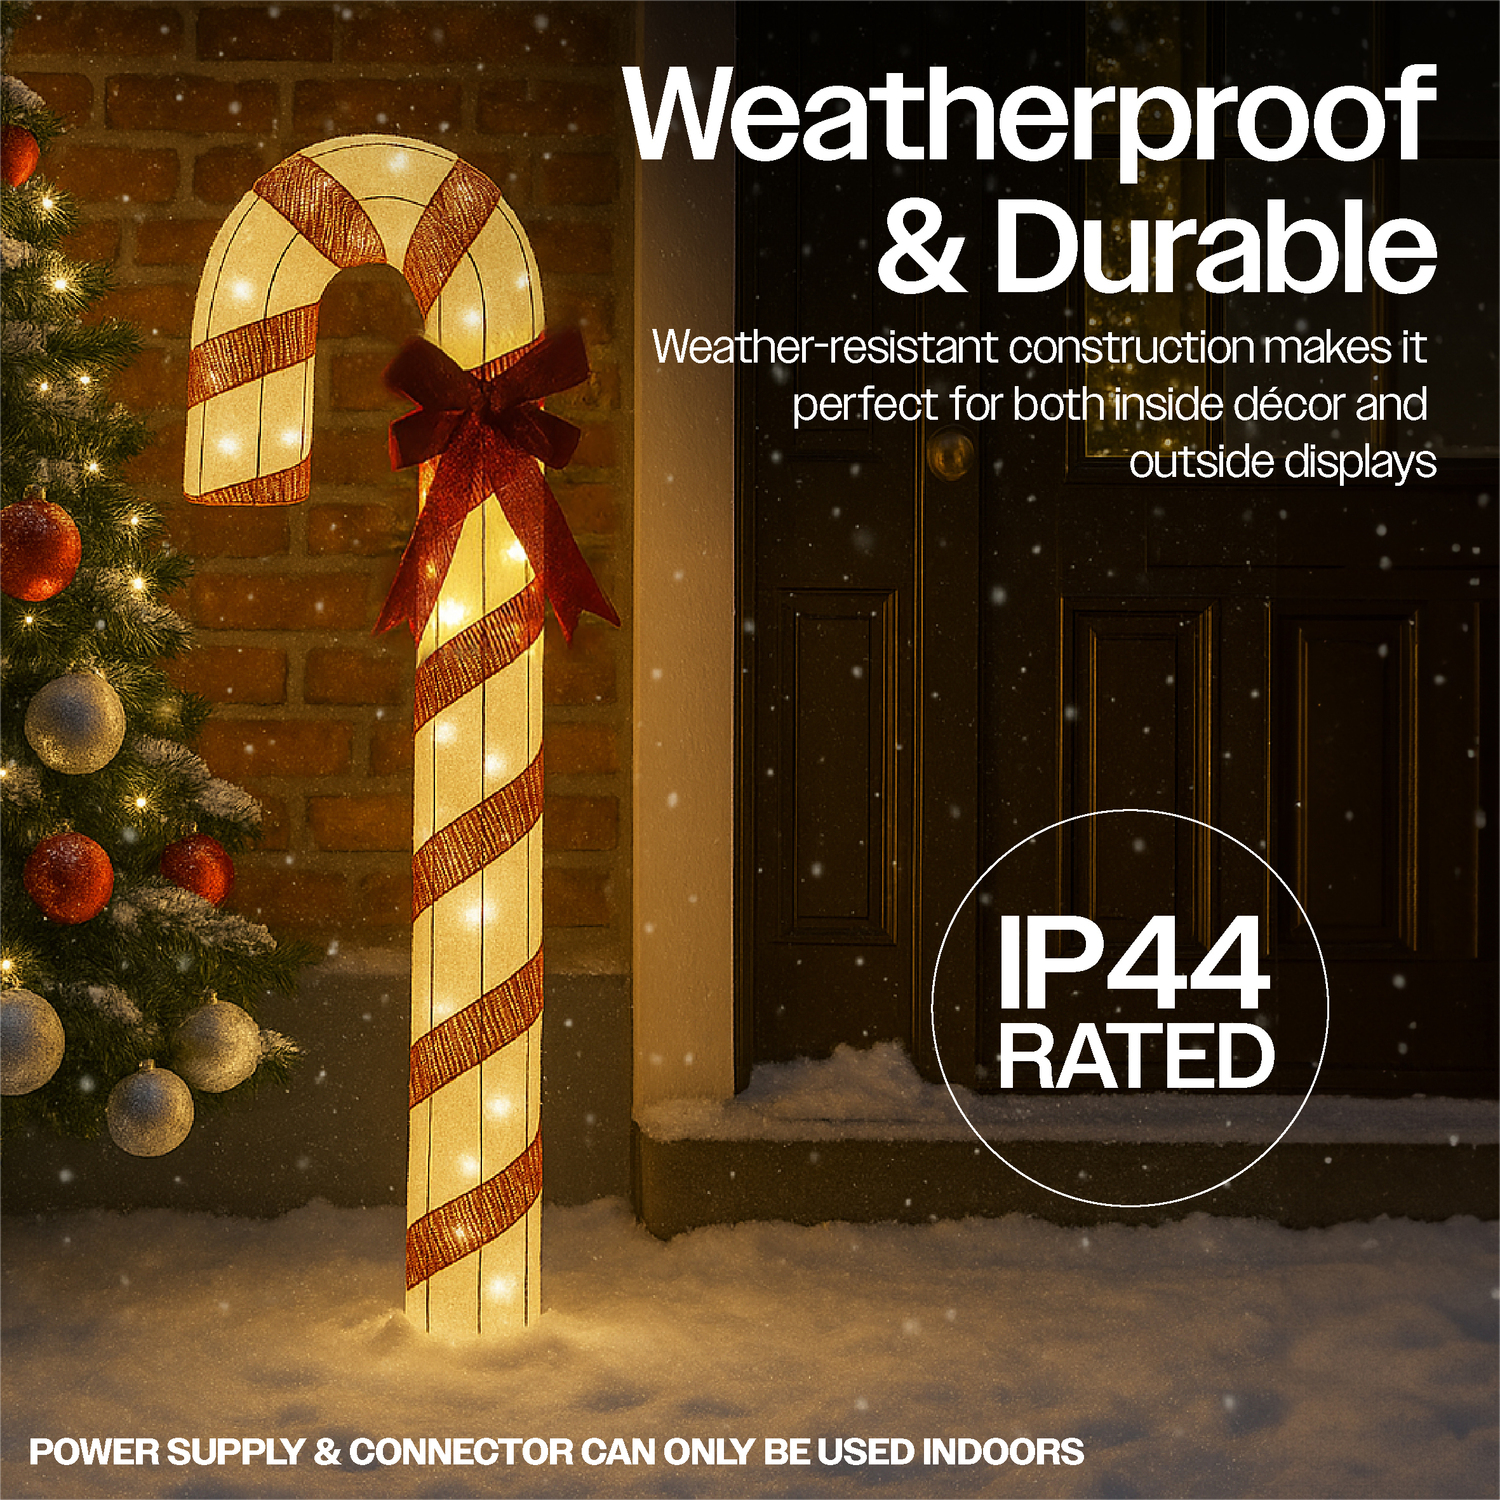 Weatherproof
& Durable
Weather-resistant construction makes it
perfect for both inside décor and
outside displays
IP44
RATED
POWER SUPPLY & CONNECTOR CAN ONLY BE USED INDOORS